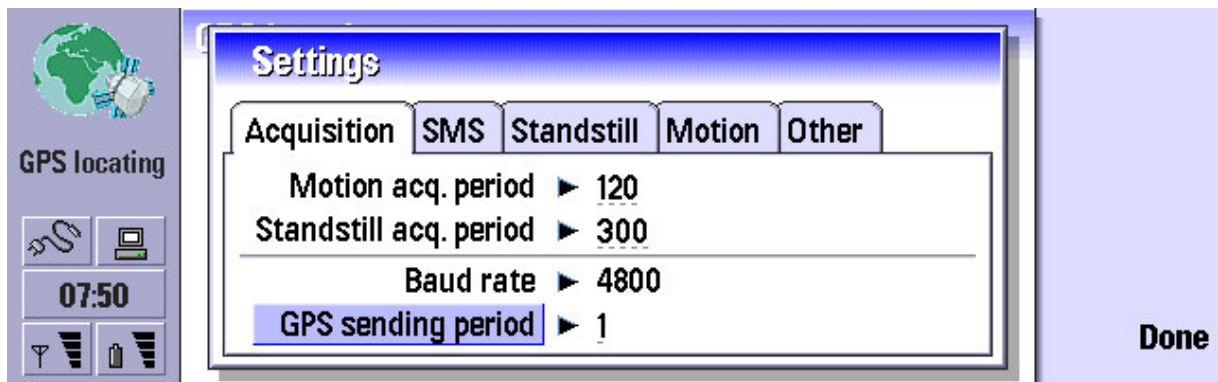 GPS locating
07:50
Settings
Acquisition SMS Standstill Motion Other
Motion acq. period 120
Standstill acq. period 300
Baud rate 4800
GPS sending period 1
Done